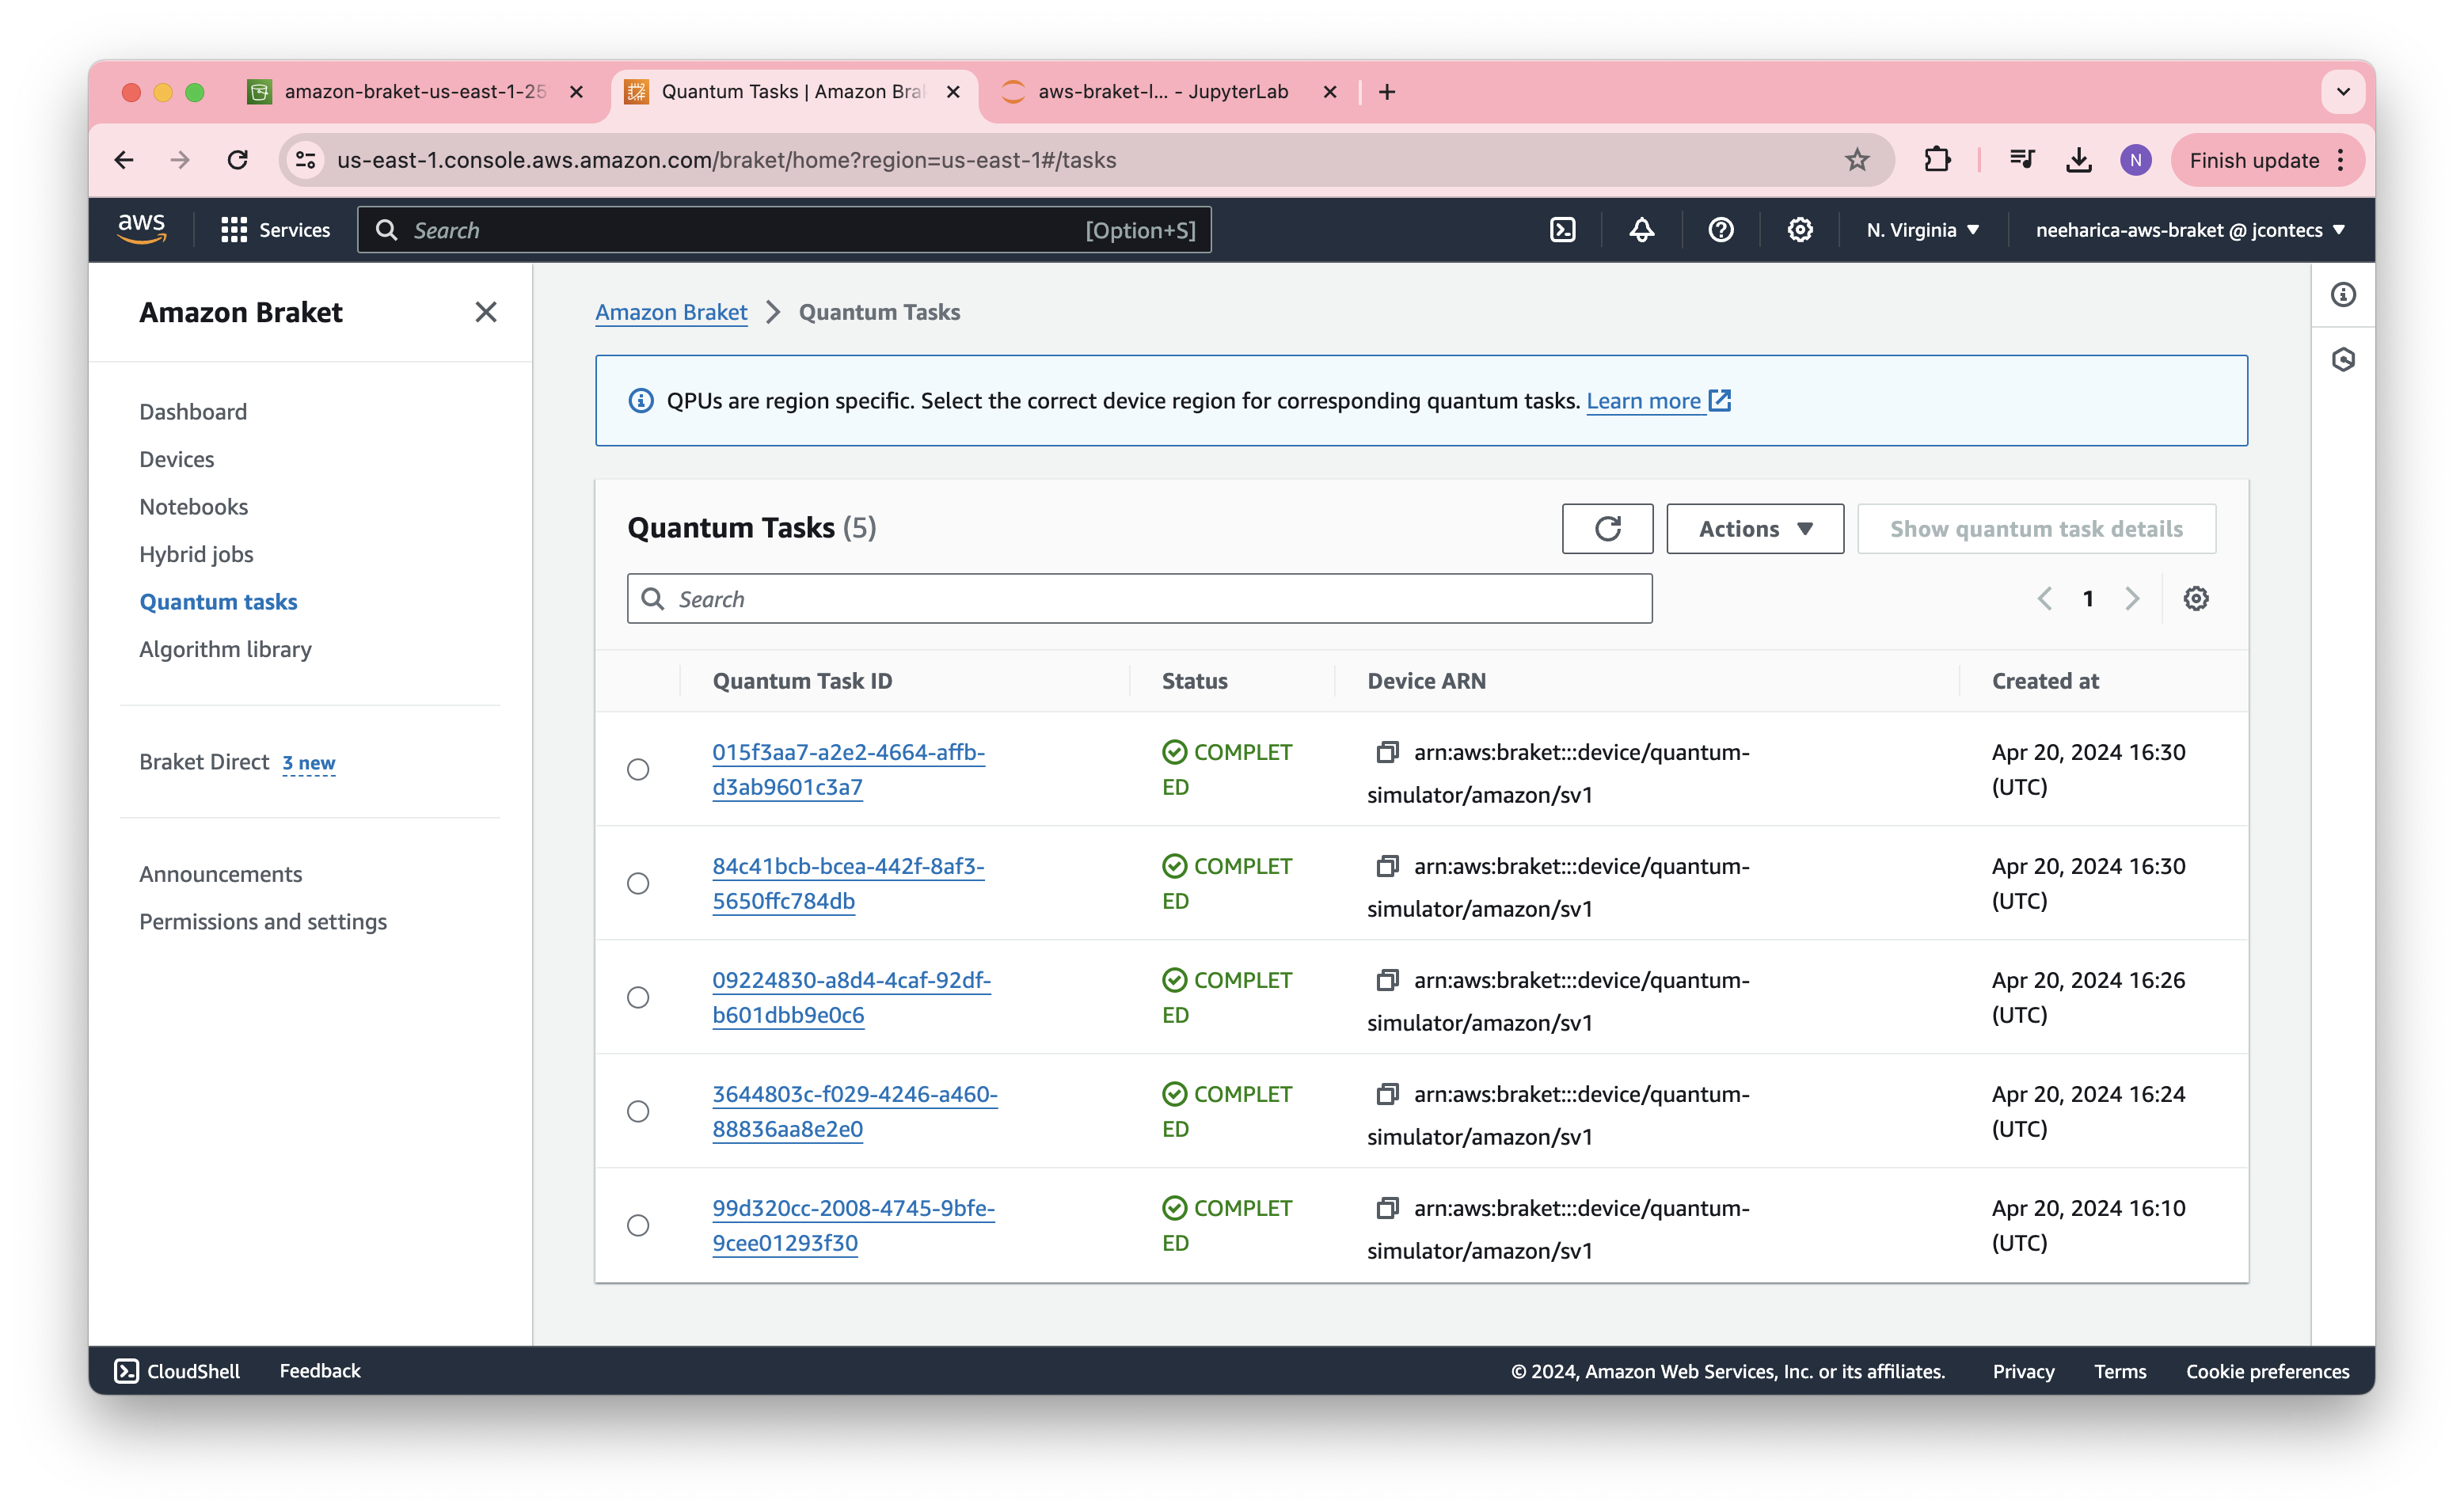 amazon-braket-us-east-1-25
Quantum Tasks | Amazon Bra
aws-braket-l... - JupyterLab
us-east-1.console.aws.amazon.com/braket/home?region=us-east-1#/tasks
N
Finish update
aws
Services
Search
[Option+S]
N. Virginia
neeharica-aws-braket @ jcontecs
Amazon Braket
Dashboard
Devices
Notebooks
Hybrid jobs
Quantum tasks
Algorithm library
Braket Direct 3 new
Announcements
Permissions and settings
Amazon Braket > Quantum Tasks
QPUs are region specific. Select the correct device region for corresponding quantum tasks. Learn more
Quantum Tasks (5)
Actions
Show quantum task details
Search
1
Quantum Task ID
Status
Device ARN
Created at
015f3aa7-a2e2-4664-affb-
d3ab9601c3a7
COMPLET
ED
arn:aws:braket:::device/quantum-
simulator/amazon/sv1
Apr 20, 2024 16:30
(UTC)
84c41bcb-bcea-442f-8af3-
5650ffc784db
COMPLET
ED
arn:aws:braket:::device/quantum-
simulator/amazon/sv1
Apr 20, 2024 16:30
(UTC)
09224830-a8d4-4caf-92df-
b601dbb9e0c6
COMPLET
ED
arn:aws:braket:::device/quantum-
simulator/amazon/sv1
Apr 20, 2024 16:26
(UTC)
3644803c-f029-4246-a460-
88836aa8e2e0
COMPLET
ED
arn:aws:braket:::device/quantum-
simulator/amazon/sv1
Apr 20, 2024 16:24
(UTC)
99d320cc-2008-4745-9bfe-
9cee01293f30
COMPLET
ED
arn:aws:braket:::device/quantum-
simulator/amazon/sv1
Apr 20, 2024 16:10
(UTC)
CloudShell
Feedback
© 2024, Amazon Web Services, Inc. or its affiliates.
Privacy
Terms
Cookie preferences